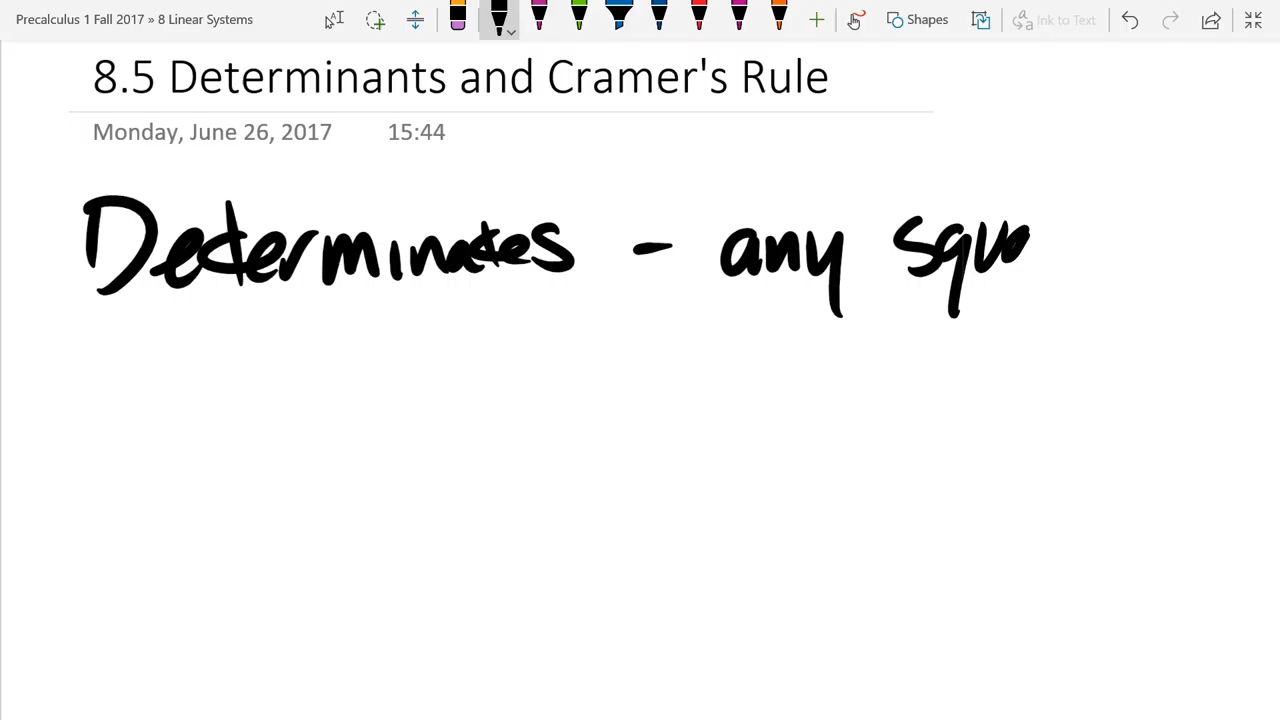 Precalculus 1 Fall 2017 » 8 Linear Systems
Shapes
Ink to Text
8.5 Determinants and Cramer's Rule
Monday, June 26, 2017 15:44
Determinates - any squa